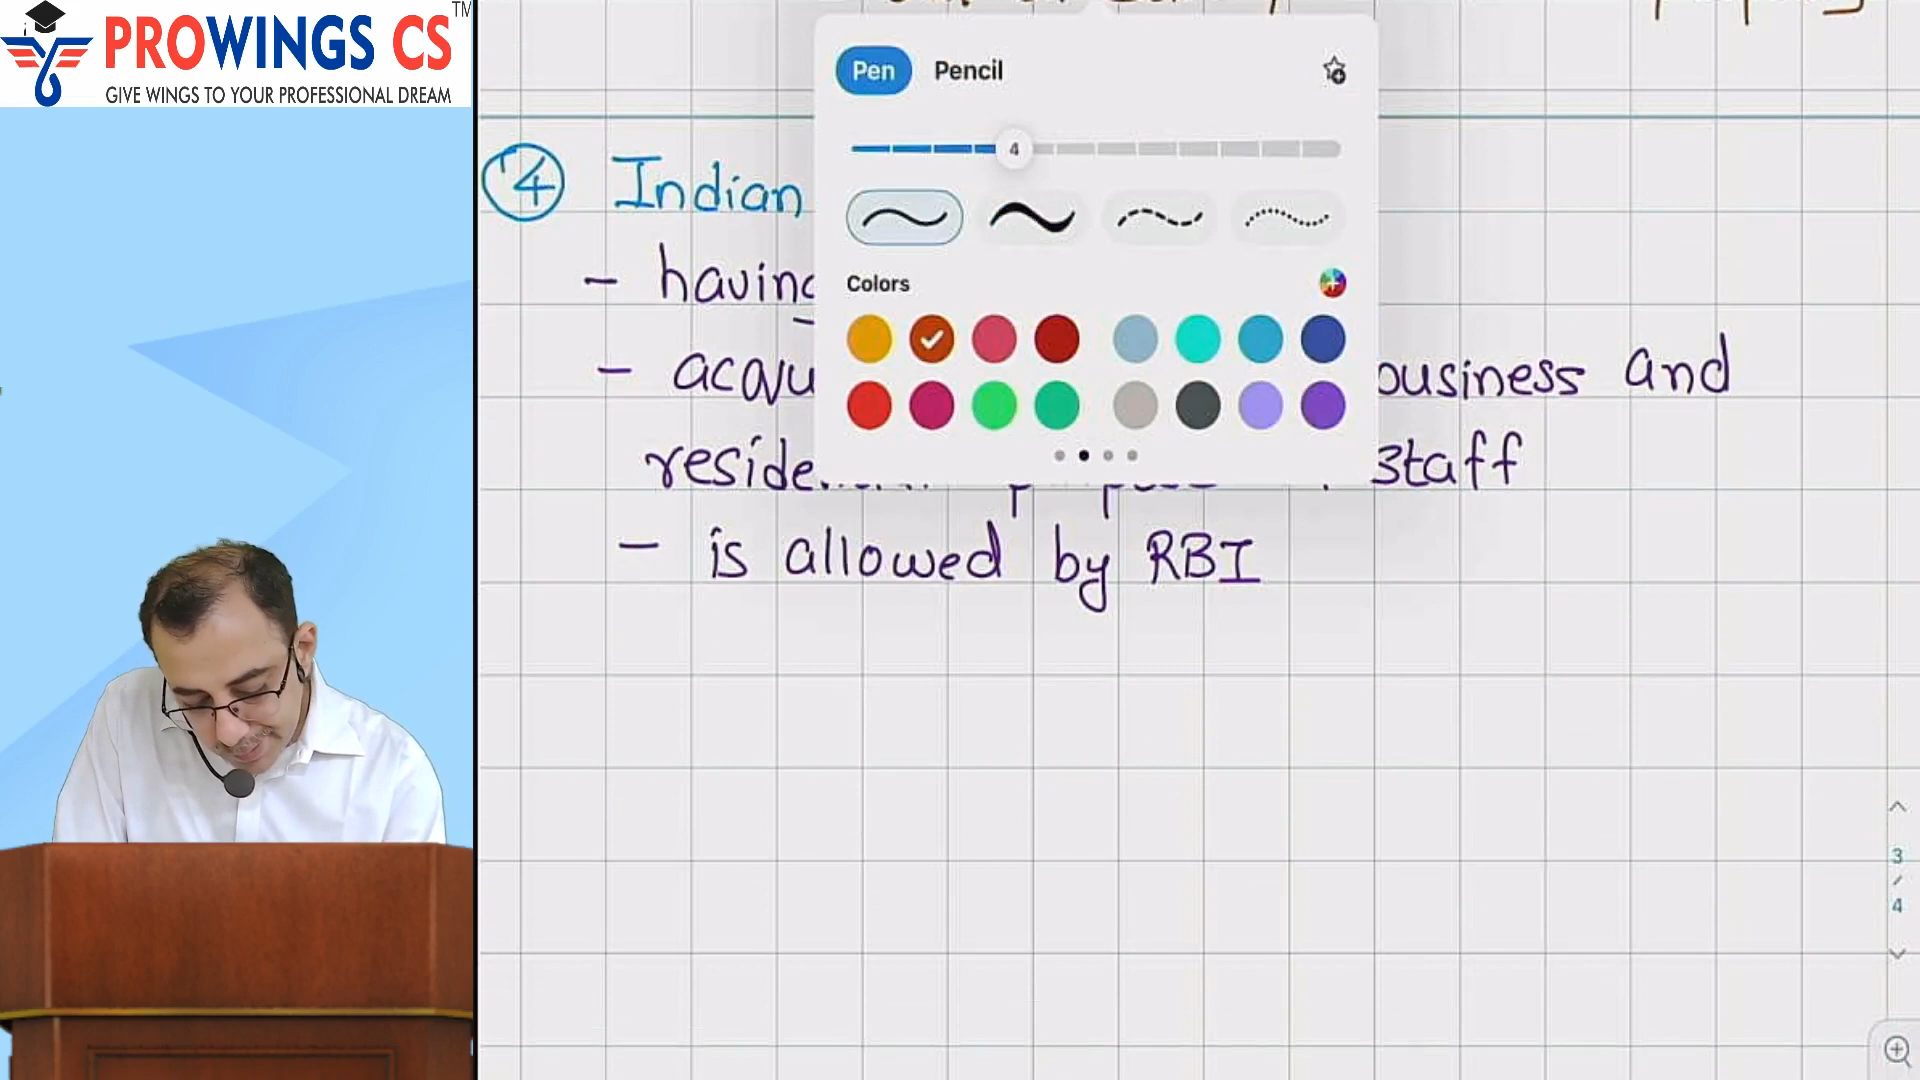 PROWINGS CS TM
GIVE WINGS TO YOUR PROFESSIONAL DREAM
Pen Pencil
4
Colors
4 Indian
- having
- acqu business and
reside staff
- is allowed by RBI
3
/
4